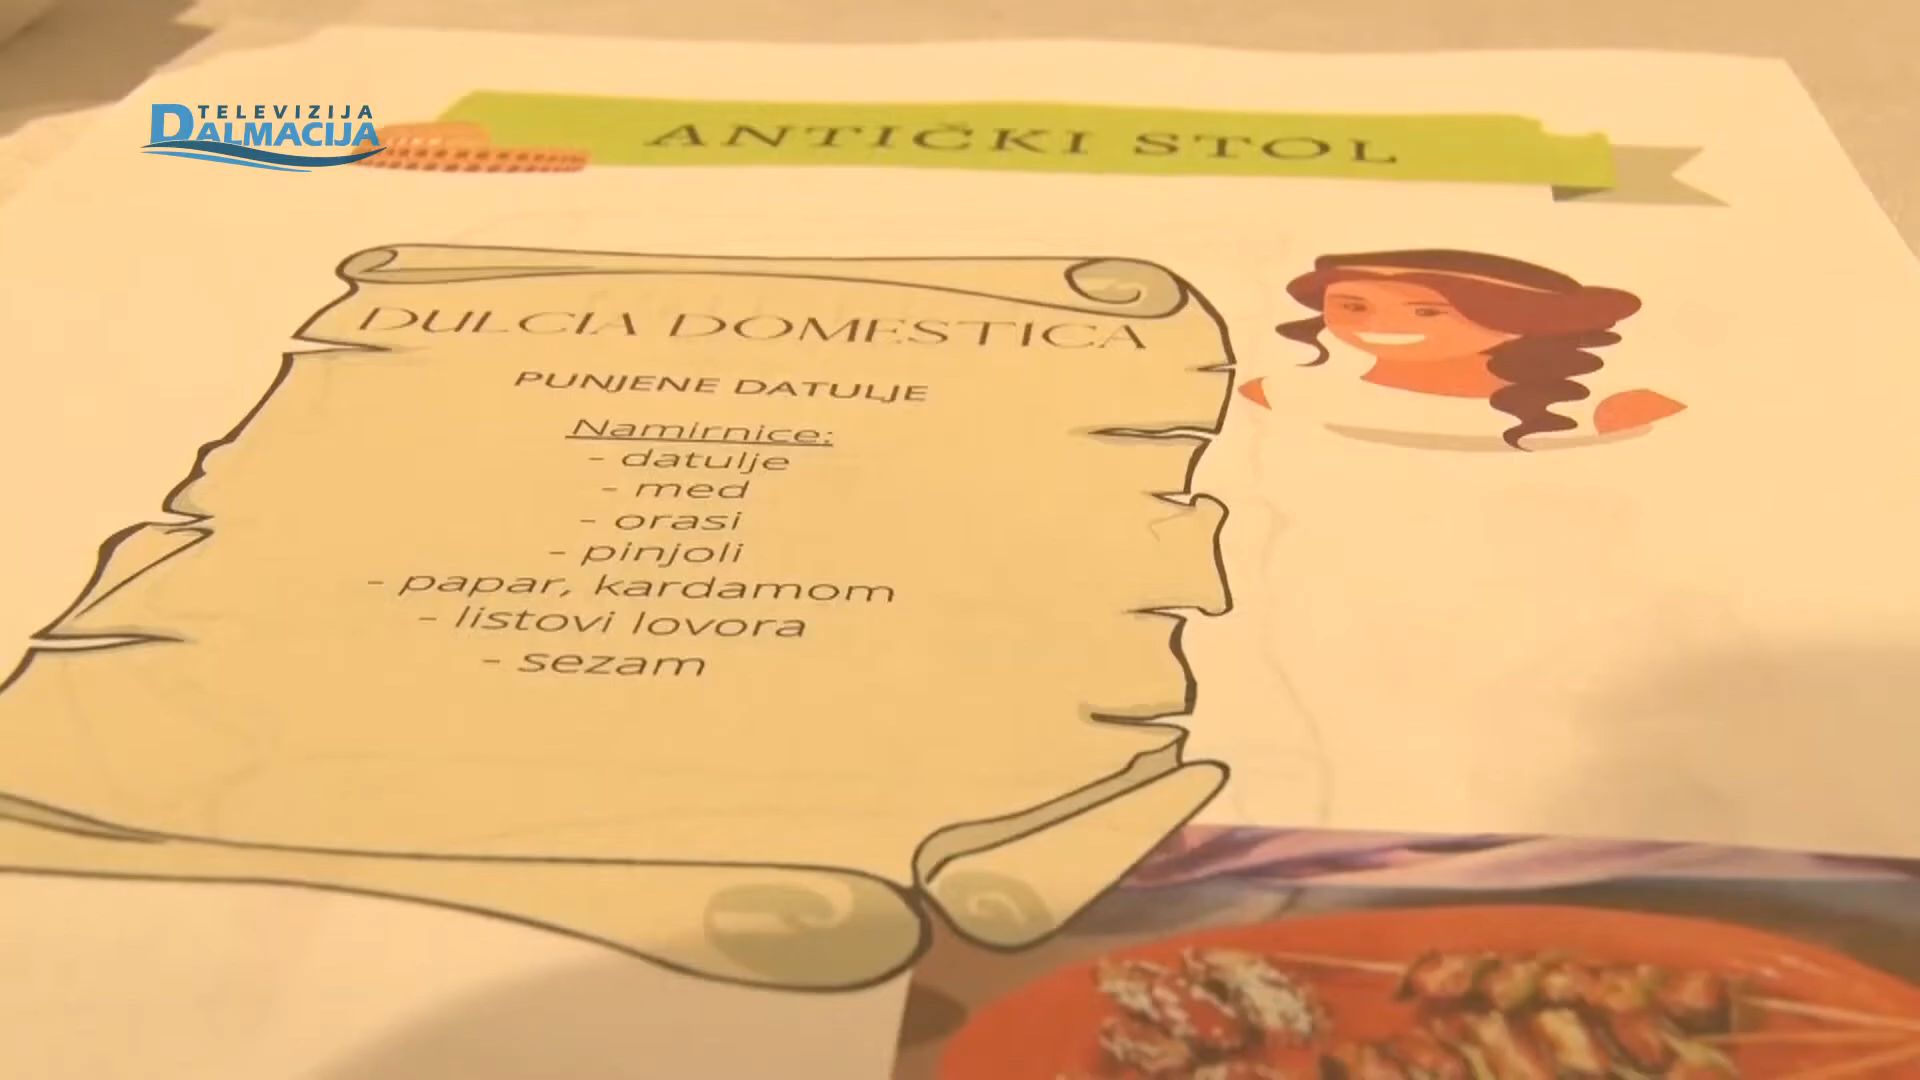 TELEVIZIJA
DALMACIJA
ANTIČKI STOL
DULCIA DOMESTICA
PUNJENE DATULJE
Namirnice:
- datulje
- med
- orasi
- pinjoli
- papar, kardamom
- listovi lovora
- sezam